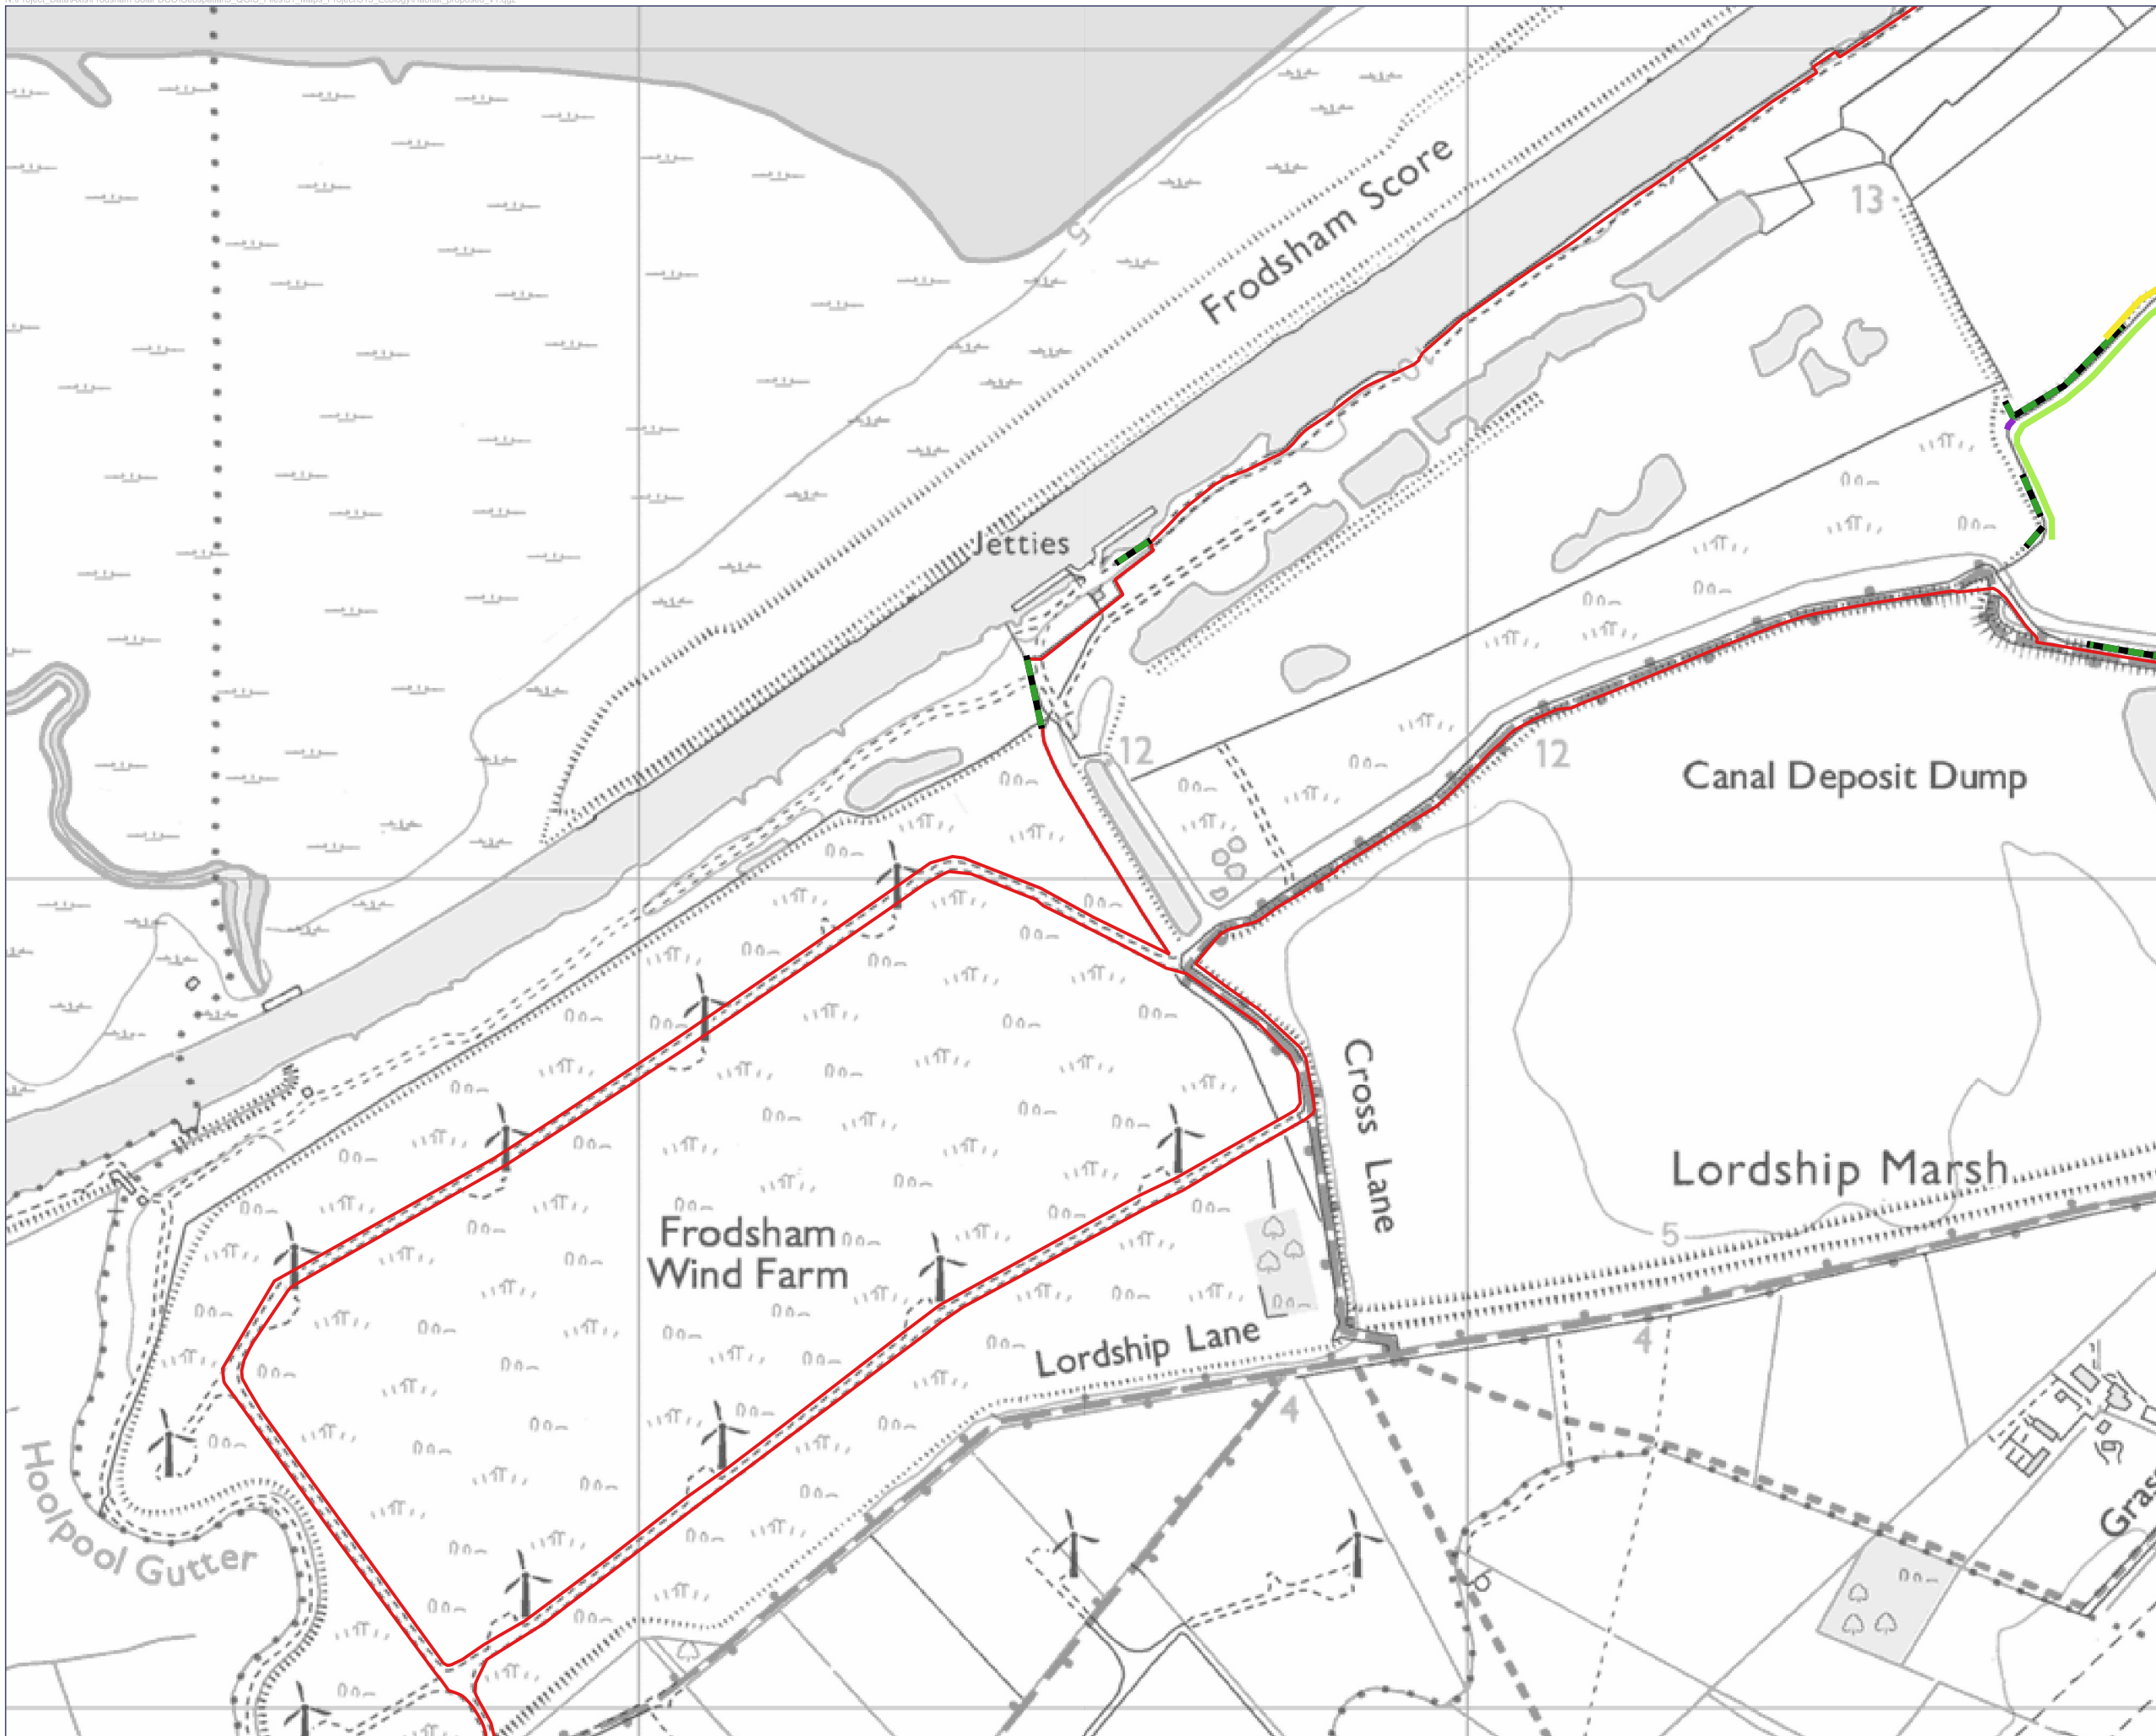 5
Frodsham Score
13
Jetties
12
12
Canal Deposit Dump
Cross Lane
Lordship Marsh
5
Frodsham
Wind Farm
Lordship Lane
4
4
Hoolpool Gutter